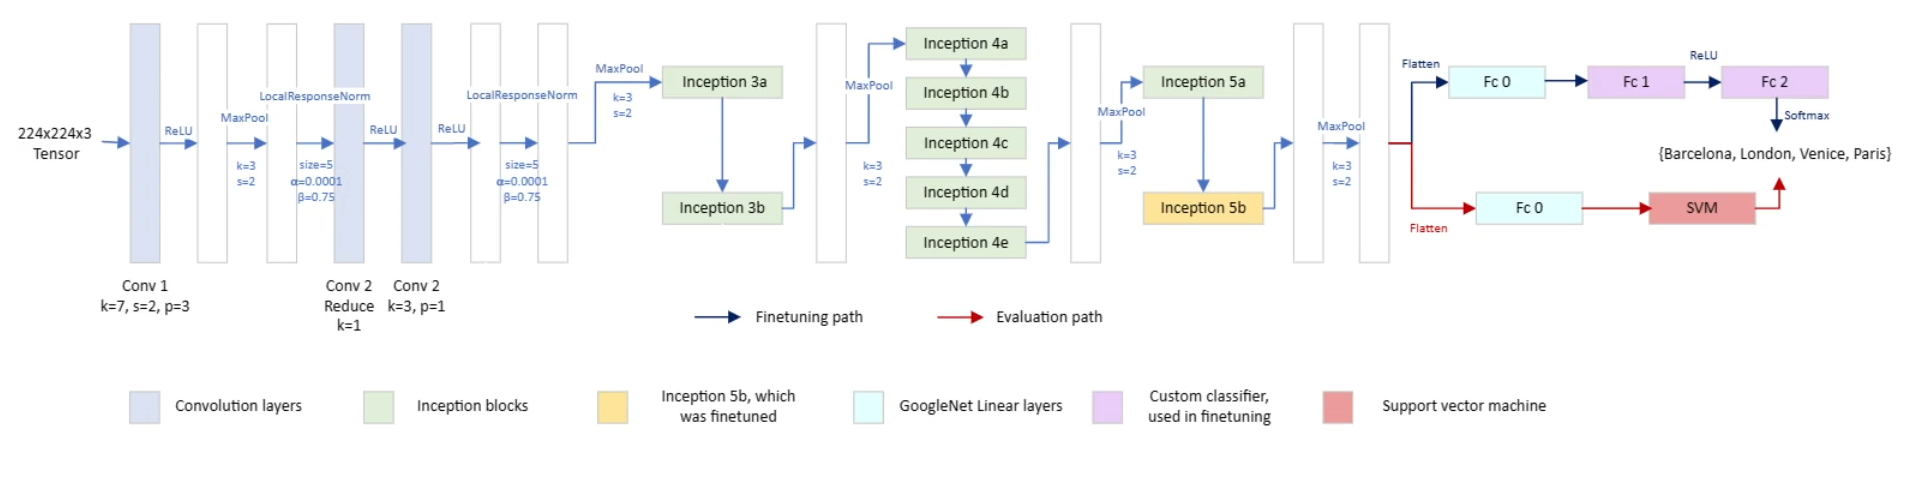 224x224x3
Tensor
Conv 1
k=7, s=2, p=3
ReLU
MaxPool
k=3
s=2
LocalResponseNorm
size=5
α=0.0001
β=0.75
Conv 2
Reduce
k=1
ReLU
Conv 2
k=3, p=1
ReLU
LocalResponseNorm
size=5
α=0.0001
β=0.75
MaxPool
k=3
s=2
Inception 3a
Inception 3b
MaxPool
k=3
s=2
Inception 4a
Inception 4b
Inception 4c
Inception 4d
Inception 4e
MaxPool
k=3
s=2
Inception 5a
Inception 5b
MaxPool
k=3
s=2
Flatten
Fc 0
Fc 1
ReLU
Fc 2
Softmax
{Barcelona, London, Venice, Paris}
Flatten
Fc 0
SVM
Finetuning path
Evaluation path
Convolution layers
Inception blocks
Inception 5b, which
was finetuned
GoogleNet Linear layers
Custom classifier,
used in finetuning
Support vector machine